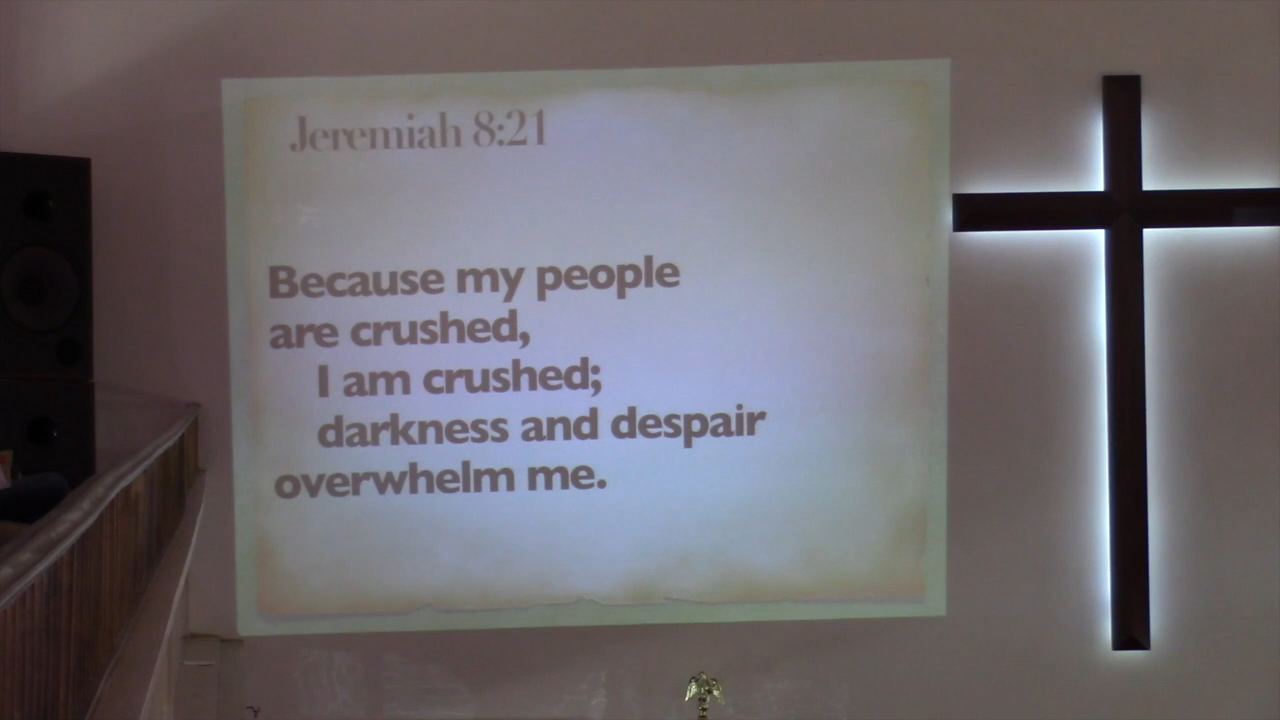 Jeremiah 8:21
Because my people
are crushed,
I am crushed;
darkness and despair
overwhelm me.